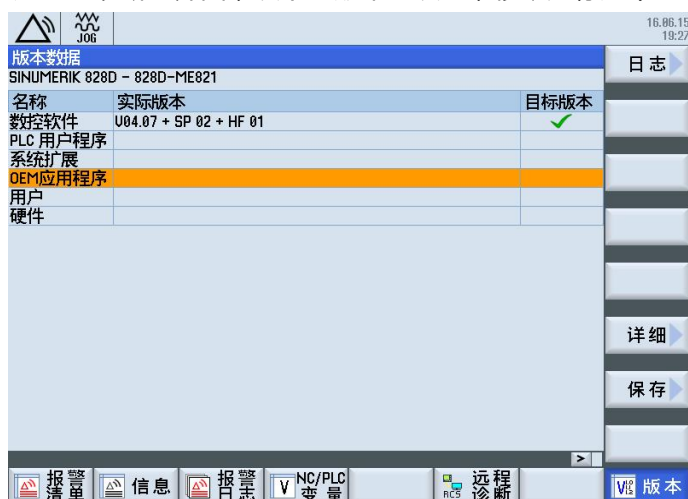 JOG
16.06.15
19:27
版本数据
日志
SINUMERIK 828D - 828D-ME821
名称 实际版本 目标版本
数控软件 V04.07 + SP 02 + HF 01
PLC 用户程序
系统扩展
OEM应用程序
用户
硬件
详细
保存
>
报警清单
信息
报警日志
V NC/PLC变量
RCS 远程诊断
版本